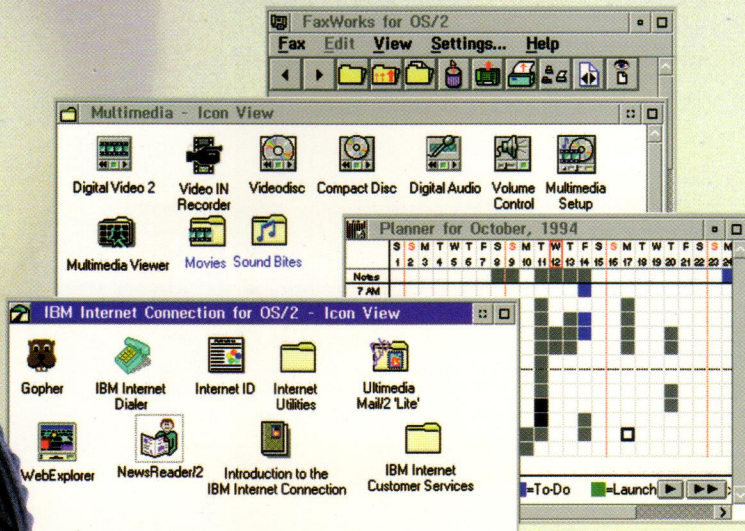 FaxWorks for OS/2
Fax Edit View Settings... Help
Multimedia - Icon View
Digital Video 2
Video IN
Recorder
Videodisc
Compact Disc
Digital Audio
Volume
Control
Multimedia
Setup
Multimedia Viewer
Movies
Sound Bites
Planner for October, 1994
S S M T W T F S S M T W T F S S M T W T F S S M
1 2 3 4 5 6 7 8 9 10 11 12 13 14 15 16 17 18 19 20 21 22 23 24
Notes
7 AM
=To-Do =Launch
IBM Internet Connection for OS/2 - Icon View
Gopher
IBM Internet
Dialer
Internet ID
Internet
Utilities
Ultimedia
Mail/2 'Lite'
WebExplorer
NewsReader/2
Introduction to the
IBM Internet Connection
IBM Internet
Customer Services